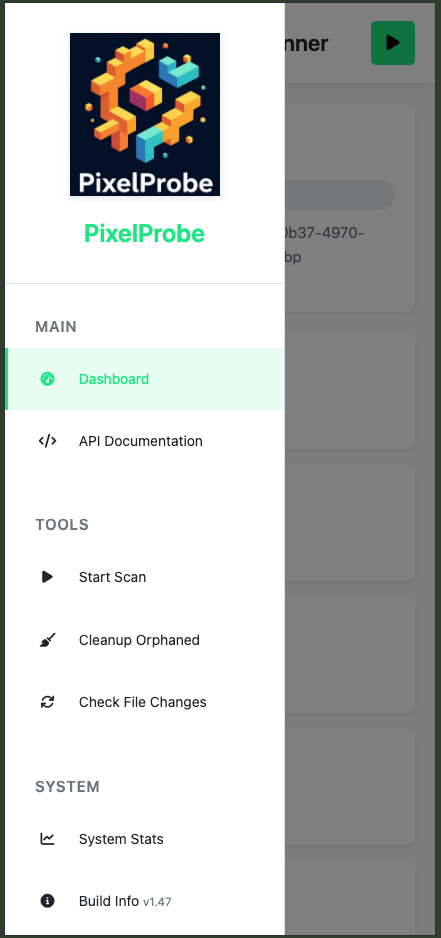 PixelProbe
nner
PixelProbe
0b37-4970-
bp
MAIN
Dashboard
API Documentation
TOOLS
Start Scan
Cleanup Orphaned
Check File Changes
SYSTEM
System Stats
Build Info v1.47